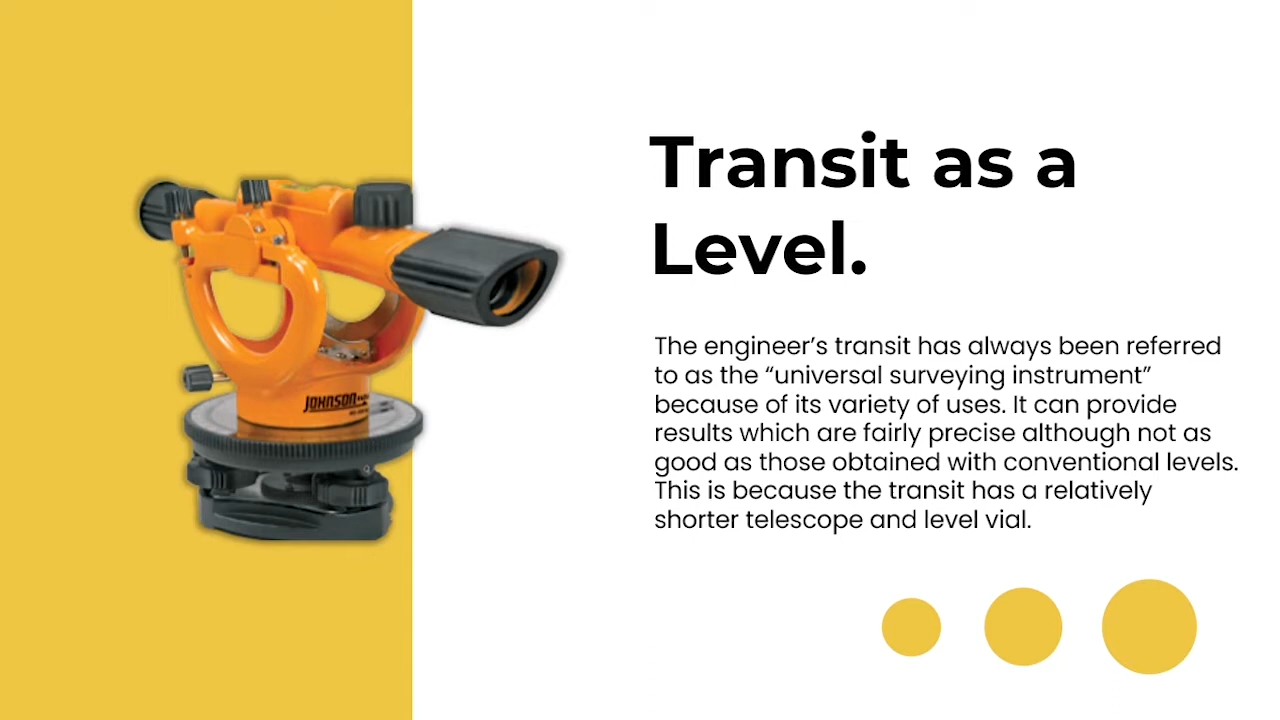 Transit as a
Level.
The engineer’s transit has always been referred
to as the “universal surveying instrument”
because of its variety of uses. It can provide
results which are fairly precise although not as
good as those obtained with conventional levels.
This is because the transit has a relatively
shorter telescope and level vial.
JOHNSON